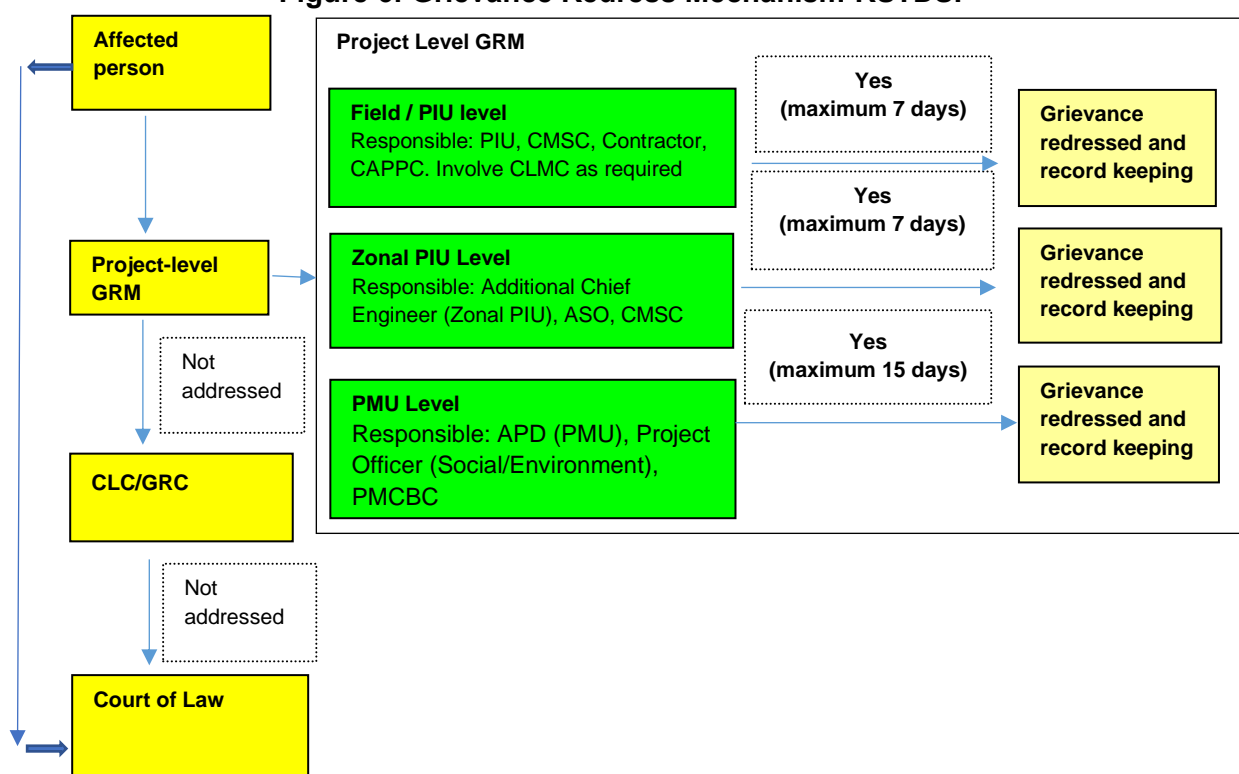 Affected
person
Project Level GRM
Field / PIU level
Responsible: PIU, CMSC, Contractor,
CAPPC. Involve CLMC as required
Yes
(maximum 7 days)
Grievance
redressed and
record keeping
Project-level
GRM
Zonal PIU Level
Responsible: Additional Chief
Engineer (Zonal PIU), ASO, CMSC
Yes
(maximum 7 days)
Grievance
redressed and
record keeping
Not
addressed
PMU Level
Responsible: APD (PMU), Project
Officer (Social/Environment),
PMCBC
Yes
(maximum 15 days)
Grievance
redressed and
record keeping
CLC/GRC
Not
addressed
Court of Law